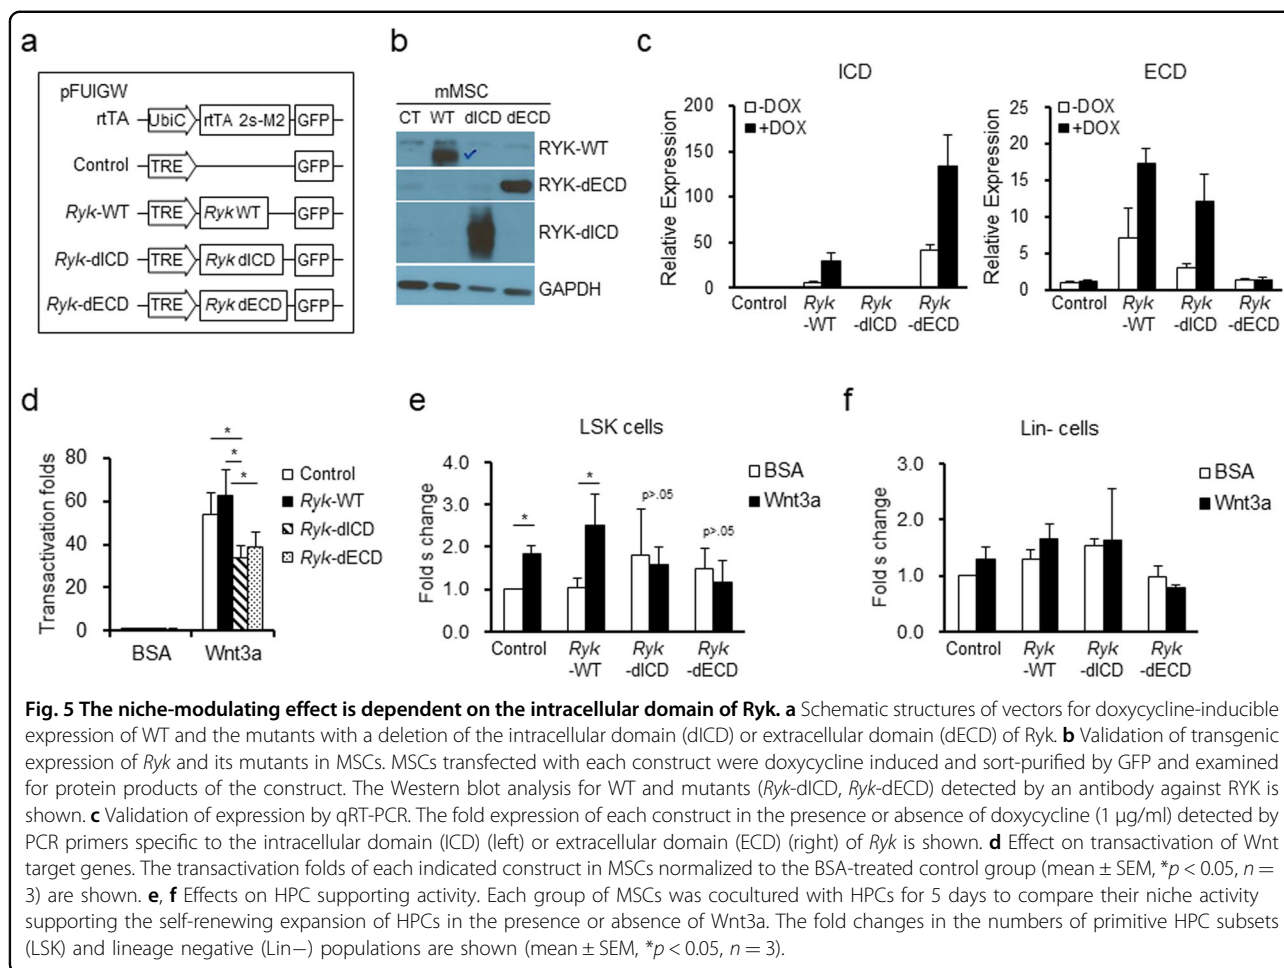 a
pFUIGW
rtTA UbiC rtTA 2s-M2 GFP
Control TRE GFP
Ryk-WT TRE Ryk WT GFP
Ryk-dICD TRE Ryk dICD GFP
Ryk-dECD TRE Ryk dECD GFP
b
mMSC
CT WT dICD dECD
RYK-WT
RYK-dECD
RYK-dICD
GAPDH
c
ICD
Relative Expression
200
150
100
50
0
-DOX
+DOX
Control Ryk -WT Ryk -dICD Ryk -dECD
ECD
Relative Expression
25
20
15
10
5
0
-DOX
+DOX
Control Ryk -WT Ryk -dICD Ryk -dECD
d
Transactivation folds
80
60
40
20
0
*
*
*
Control
Ryk-WT
Ryk-dICD
Ryk-dECD
BSA Wnt3a
e
LSK cells
Fold s change
4.0
3.0
2.0
1.0
0.0
BSA
Wnt3a
*
*
p>.05
p>.05
Control Ryk -WT Ryk -dICD Ryk -dECD
f
Lin- cells
Fold s change
3.0
2.0
1.0
0.0
BSA
Wnt3a
Control Ryk -WT Ryk -dICD Ryk -dECD
Fig. 5 The niche-modulating effect is dependent on the intracellular domain of Ryk. a Schematic structures of vectors for doxycycline-inducible
expression of WT and the mutants with a deletion of the intracellular domain (dICD) or extracellular domain (dECD) of Ryk. b Validation of transgenic
expression of Ryk and its mutants in MSCs. MSCs transfected with each construct were doxycycline induced and sort-purified by GFP and examined
for protein products of the construct. The Western blot analysis for WT and mutants (Ryk-dICD, Ryk-dECD) detected by an antibody against RYK is
shown. c Validation of expression by qRT-PCR. The fold expression of each construct in the presence or absence of doxycycline (1 μg/ml) detected by
PCR primers specific to the intracellular domain (ICD) (left) or extracellular domain (ECD) (right) of Ryk is shown. d Effect on transactivation of Wnt
target genes. The transactivation folds of each indicated construct in MSCs normalized to the BSA-treated control group (mean ± SEM, *p < 0.05, n =
3) are shown. e, f Effects on HPC supporting activity. Each group of MSCs was cocultured with HPCs for 5 days to compare their niche activity
supporting the self-renewing expansion of HPCs in the presence or absence of Wnt3a. The fold changes in the numbers of primitive HPC subsets
(LSK) and lineage negative (Lin−) populations are shown (mean ± SEM, *p < 0.05, n = 3).